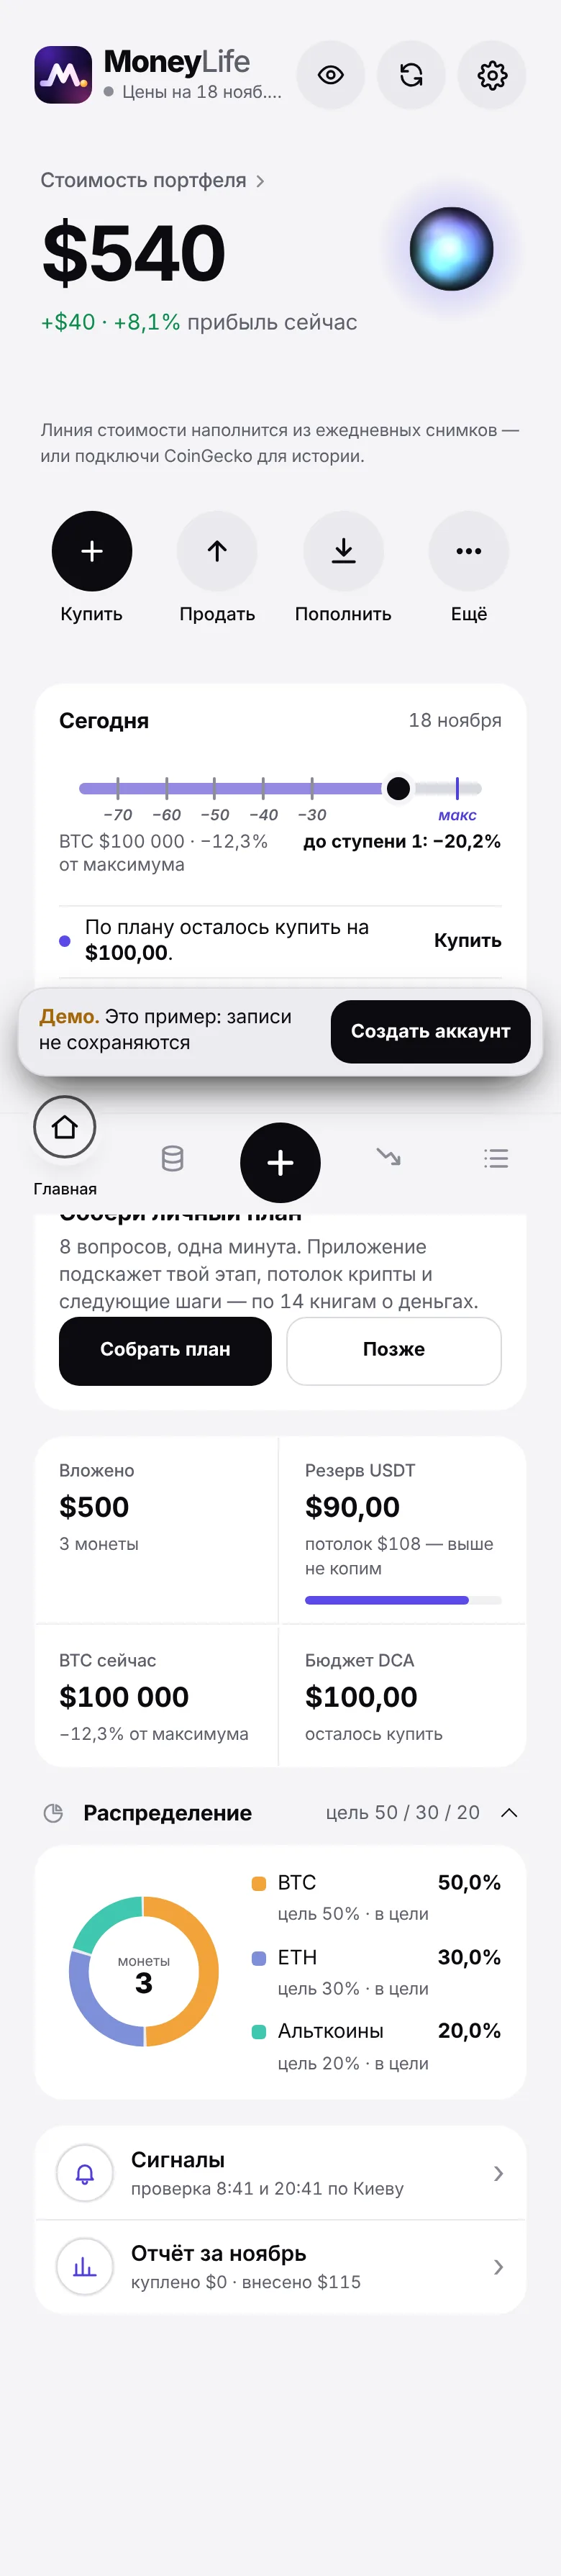 MoneyLife
Цены на 18 нояб....
Стоимость портфеля
$540
+$40 · +8,1% прибыль сейчас
Линия стоимости наполнится из ежедневных снимков —
или подключи CoinGecko для истории.
Купить
Продать
Пополнить
Ещё
Сегодня
18 ноября
−70 −60 −50 −40 −30 макс
BTC $100 000 · −12,3%
от максимума
до ступени 1: −20,2%
По плану осталось купить на
$100,00.
Купить
Демо. Это пример: записи
не сохраняются
Создать аккаунт
Главная
Собери личный план
8 вопросов, одна минута. Приложение
подскажет твой этап, потолок крипты и
следующие шаги — по 14 книгам о деньгах.
Собрать план
Позже
Вложено
$500
3 монеты
Резерв USDT
$90,00
потолок $108 — выше
не копим
BTC сейчас
$100 000
−12,3% от максимума
Бюджет DCA
$100,00
осталось купить
Распределение
цель 50 / 30 / 20
монеты
3
BTC 50,0%
цель 50% · в цели
ETH 30,0%
цель 30% · в цели
Альткоины 20,0%
цель 20% · в цели
Сигналы
проверка 8:41 и 20:41 по Киеву
Отчёт за ноябрь
куплено $0 · внесено $115